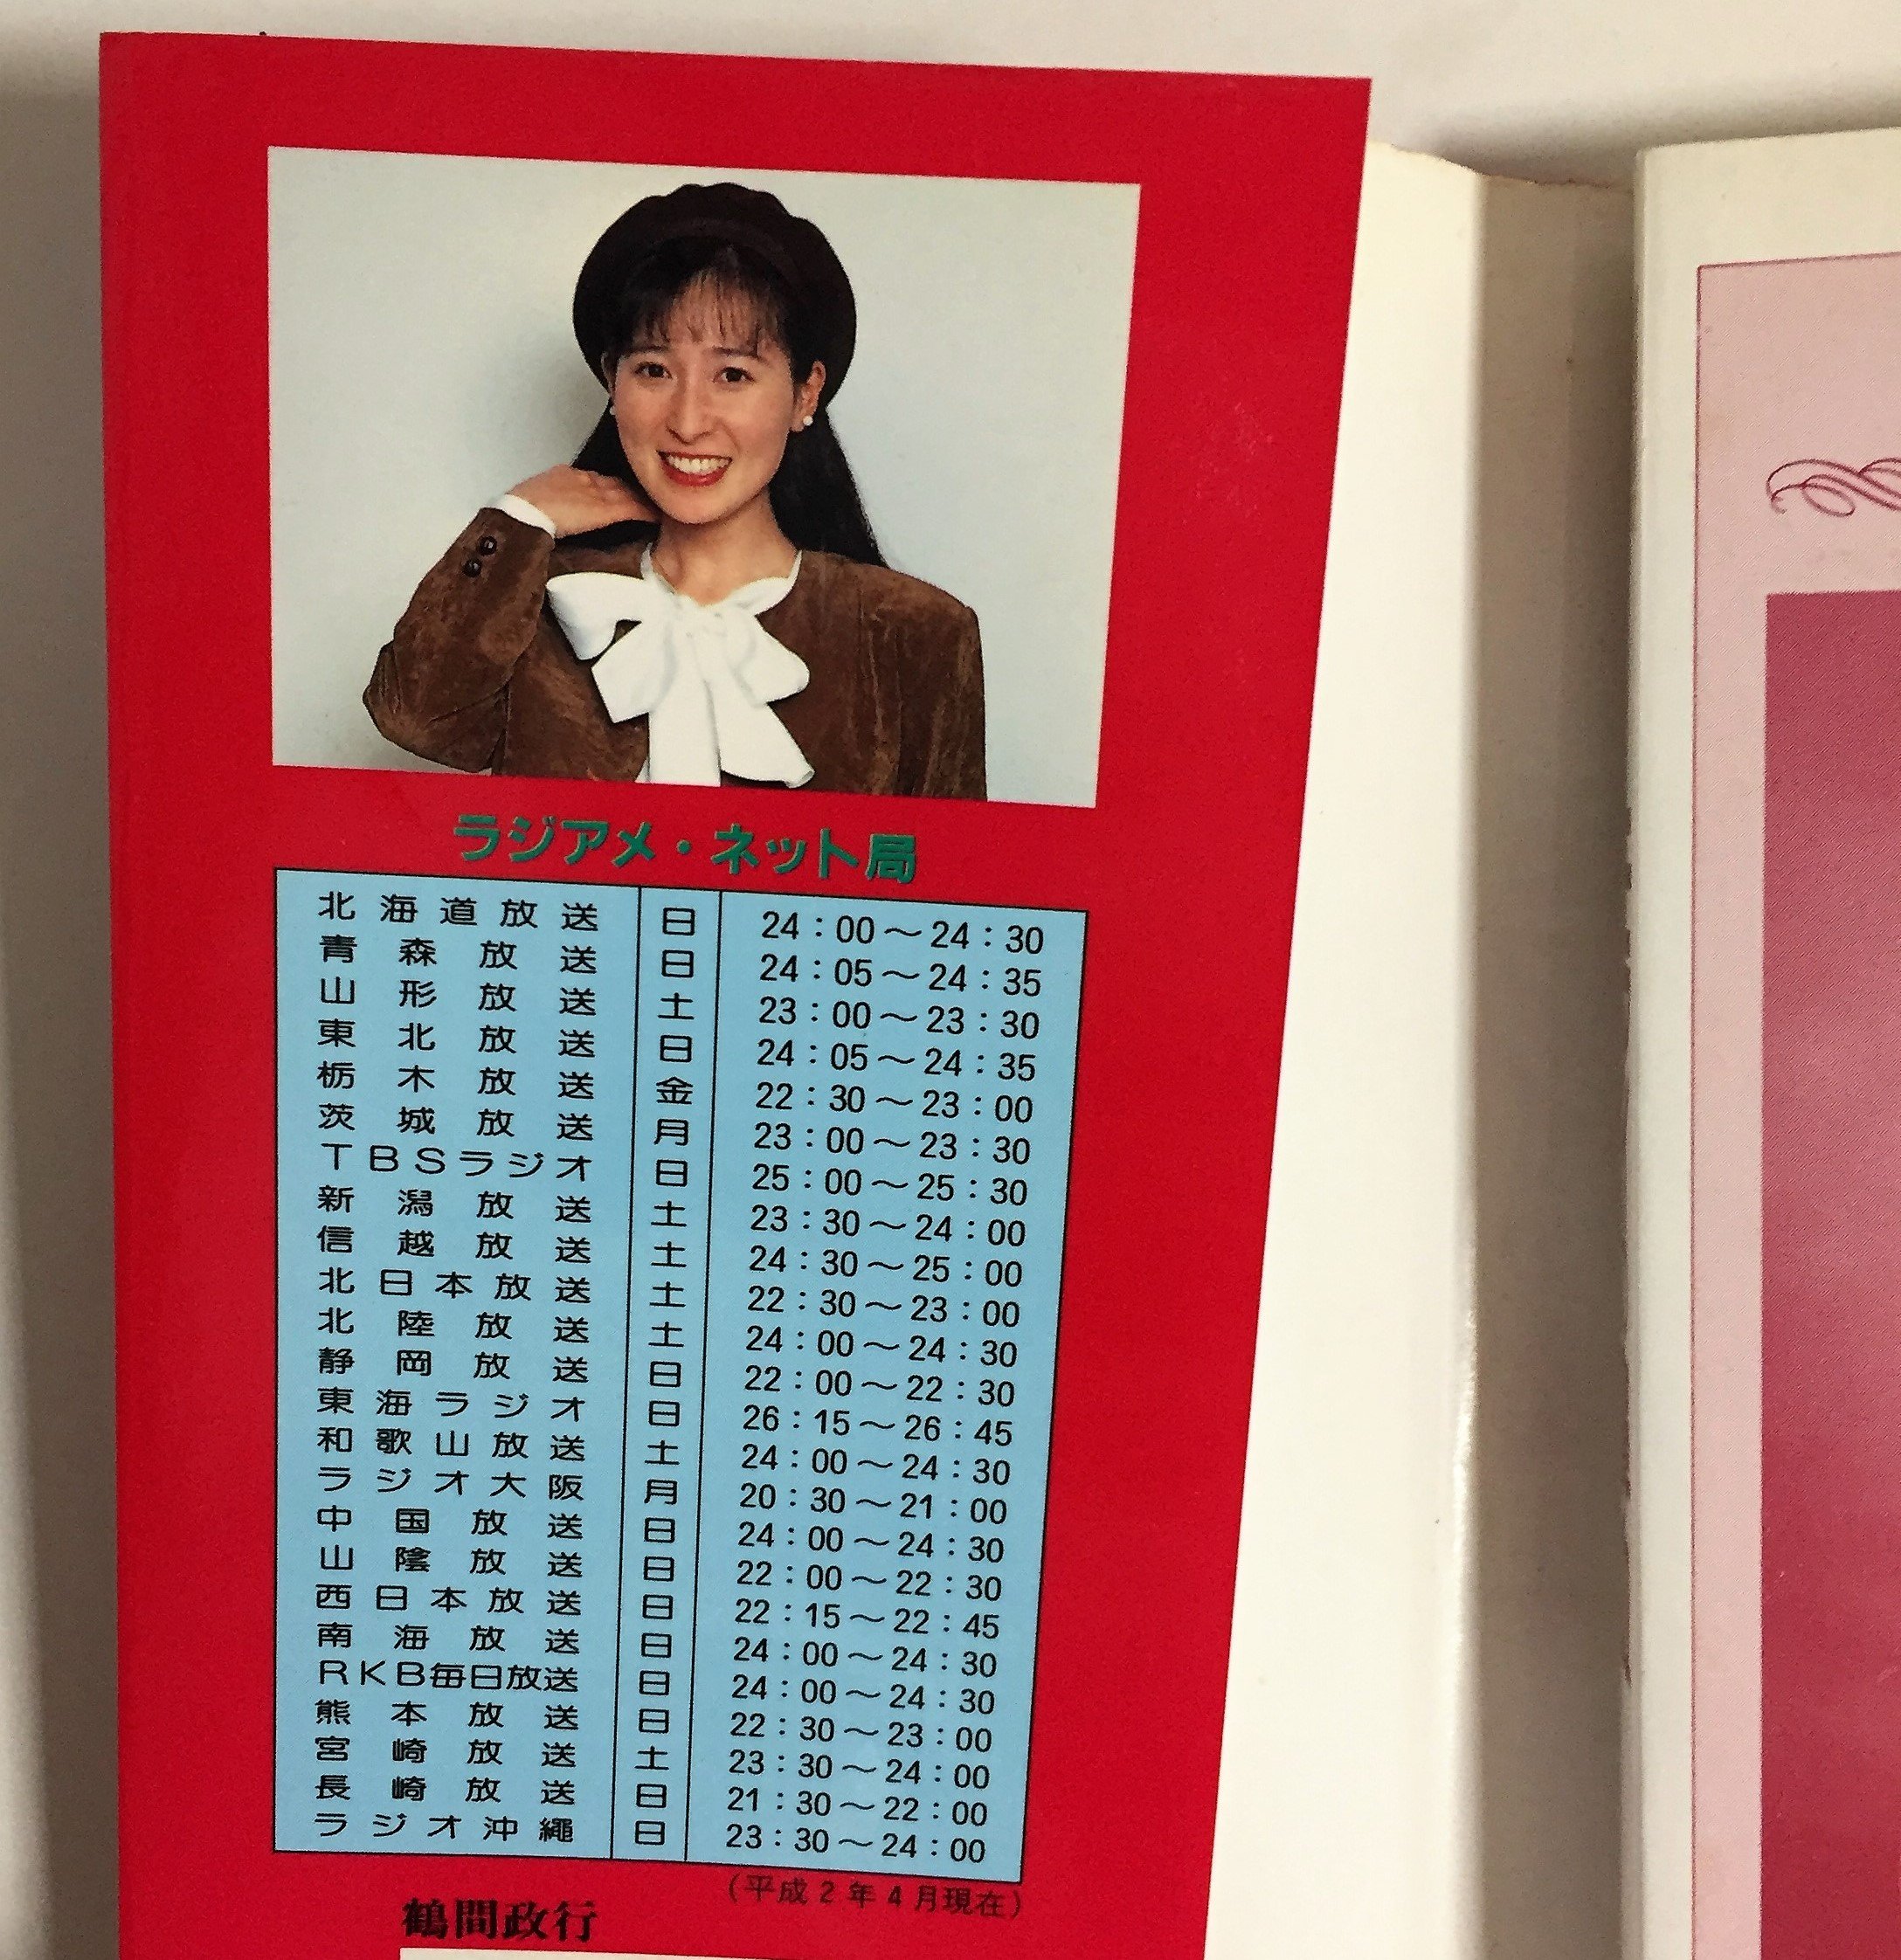 ラジアメ・ネット局
北海道放送 日 24:00〜24:30
青森放送 日 24:05〜24:35
山形放送 土 23:00〜23:30
東北放送 日 24:05〜24:35
栃木放送 金 22:30〜23:00
茨城放送 月 23:00〜23:30
TBSラジオ 日 25:00〜25:30
新潟放送 土 23:30〜24:00
信越放送 土 24:30〜25:00
北日本放送 土 22:30〜23:00
北陸放送 土 24:00〜24:30
静岡放送 日 22:00〜22:30
東海ラジオ 日 26:15〜26:45
和歌山放送 土 24:00〜24:30
ラジオ大阪 月 20:30〜21:00
中国放送 日 24:00〜24:30
山陰放送 日 22:00〜22:30
西日本放送 日 22:15〜22:45
南海放送 日 24:00〜24:30
RKB毎日放送 日 24:00〜24:30
熊本放送 日 22:30〜23:00
宮崎放送 土 23:30〜24:00
長崎放送 日 21:30〜22:00
ラジオ沖縄 日 23:30〜24:00
(平成2年4月現在)
鶴間政行